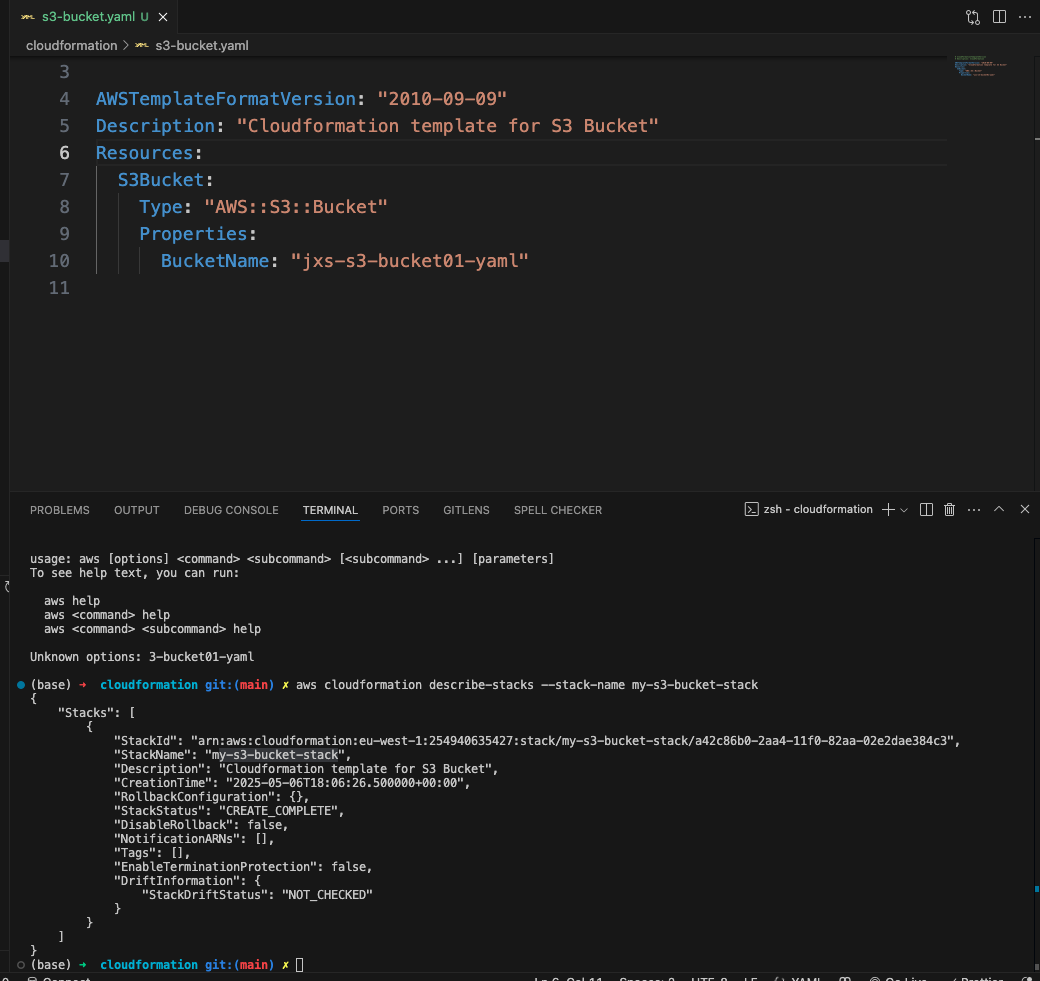 s3-bucket.yaml U
cloudformation > s3-bucket.yaml
3
4 AWSTemplateFormatVersion: "2010-09-09"
5 Description: "Cloudformation template for S3 Bucket"
6 Resources:
7 S3Bucket:
8 Type: "AWS::S3::Bucket"
9 Properties:
10 BucketName: "jxs-s3-bucket01-yaml"
11
PROBLEMS OUTPUT DEBUG CONSOLE TERMINAL PORTS GITLENS SPELL CHECKER zsh - cloudformation
usage: aws [options] <command> <subcommand> [<subcommand> ...] [parameters]
To see help text, you can run:
aws help
aws <command> help
aws <command> <subcommand> help
Unknown options: 3-bucket01-yaml
(base) ➜ cloudformation git:(main) ✗ aws cloudformation describe-stacks --stack-name my-s3-bucket-stack
{
"Stacks": [
{
"StackId": "arn:aws:cloudformation:eu-west-1:254940635427:stack/my-s3-bucket-stack/a42c86b0-2aa4-11f0-82aa-02e2dae384c3",
"StackName": "my-s3-bucket-stack",
"Description": "Cloudformation template for S3 Bucket",
"CreationTime": "2025-05-06T18:06:26.500000+00:00",
"RollbackConfiguration": {},
"StackStatus": "CREATE_COMPLETE",
"DisableRollback": false,
"NotificationARNs": [],
"Tags": [],
"EnableTerminationProtection": false,
"DriftInformation": {
"StackDriftStatus": "NOT_CHECKED"
}
}
]
}
(base) ➜ cloudformation git:(main) ✗